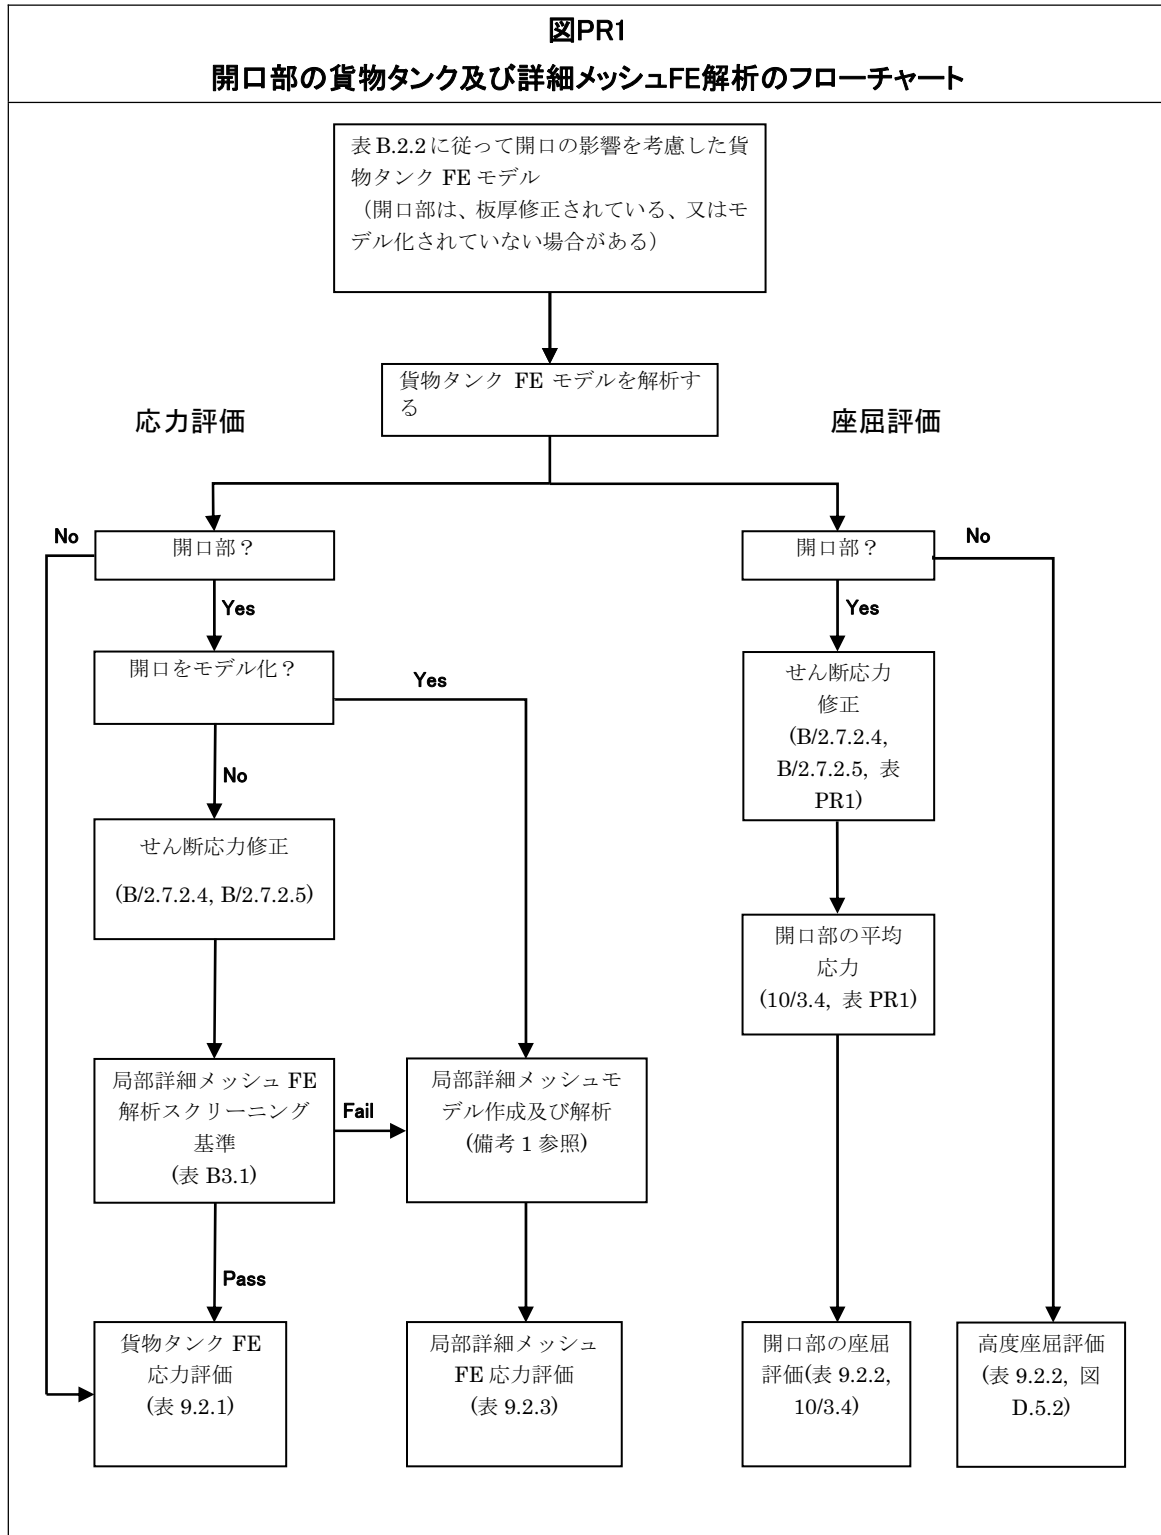 図PR1
開口部の貨物タンク及び詳細メッシュFE解析のフローチャート
表 B.2.2に従って開口の影響を考慮した貨
物タンク FE モデル
（開口部は、板厚修正されている、又はモ
デル化されていない場合がある）
貨物タンク FE モデルを解析す
る
応力評価
座屈評価
No
開口部？
開口部？
No
Yes
Yes
開口をモデル化？
Yes
せん断応力
修正
(B/2.7.2.4,
B/2.7.2.5, 表
PR1)
No
せん断応力修正
(B/2.7.2.4, B/2.7.2.5)
開口部の平均
応力
(10/3.4, 表 PR1)
局部詳細メッシュ FE
解析スクリーニング
基準
(表 B3.1)
Fail
局部詳細メッシュモ
デル作成及び解析
(備考 1 参照)
Pass
貨物タンク FE
応力評価
(表 9.2.1)
局部詳細メッシュ
FE 応力評価
(表 9.2.3)
開口部の座屈
評価(表 9.2.2,
10/3.4)
高度座屈評価
(表 9.2.2, 図
D.5.2)